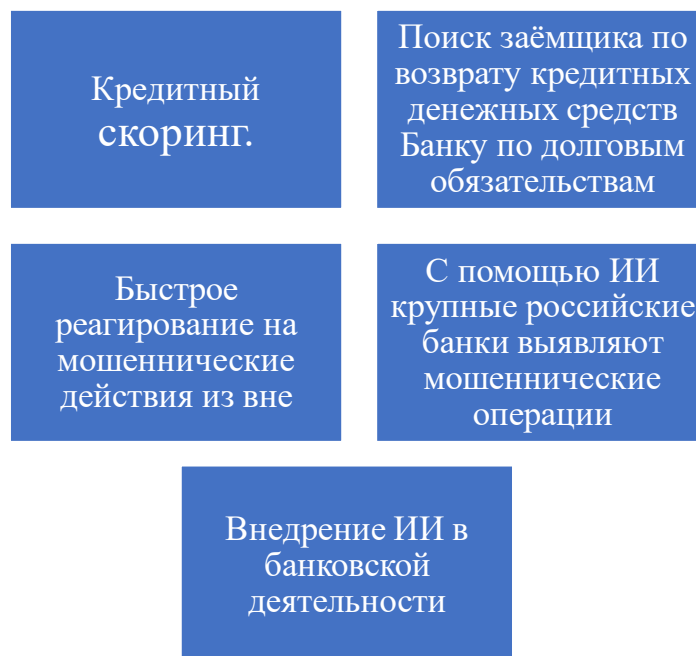 Кредитный
скоринг.
Поиск заёмщика по
возврату кредитных
денежных средств
Банку по долговым
обязательствам
Быстрое
реагирование на
мошеннические
действия из вне
С помощью ИИ
крупные российские
банки выявляют
мошеннические
операции
Внедрение ИИ в
банковской
деятельности